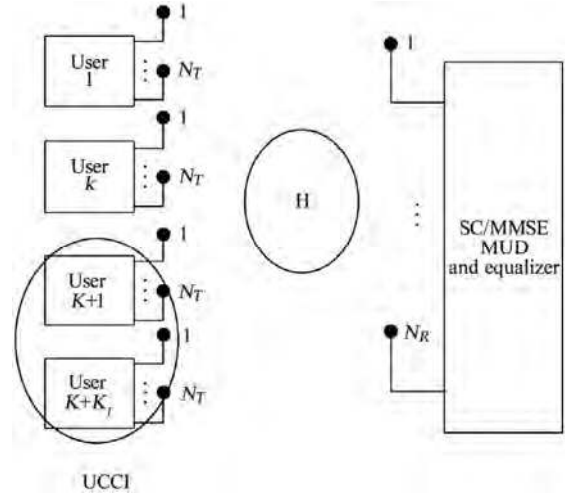 1
User
1
⋮
N_T
1
User
k
⋮
N_T
1
User
K+1
⋮
N_T
1
User
K+K_I
⋮
N_T
UCCI
H
1
⋮
N_R
SC/MMSE
MUD
and equalizer